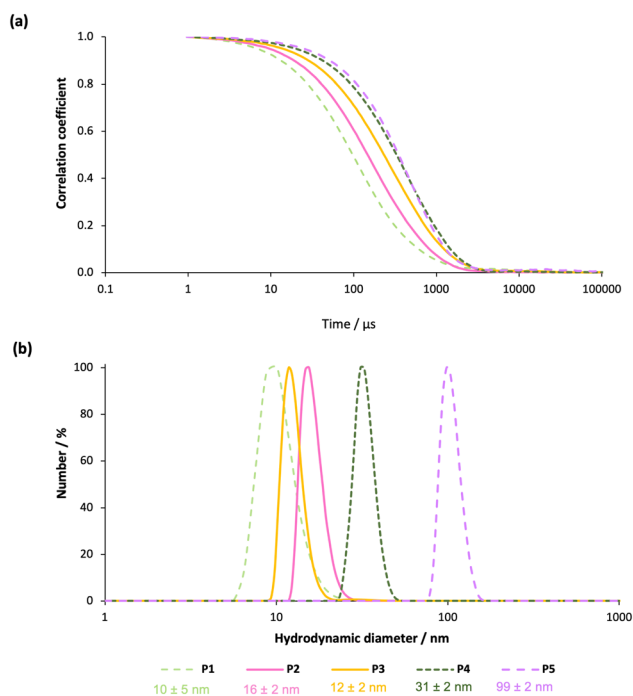 (a)
1.0
0.8
0.6
0.4
0.2
0.0
Correlation coefficient
0.1 1 10 100 1000 10000 100000
Time / µs
(b)
100
80
60
40
20
0
Number / %
1 10 100 1000
Hydrodynamic diameter / nm
P1 P2 P3 P4 P5
10 ± 5 nm 16 ± 2 nm 12 ± 2 nm 31 ± 2 nm 99 ± 2 nm